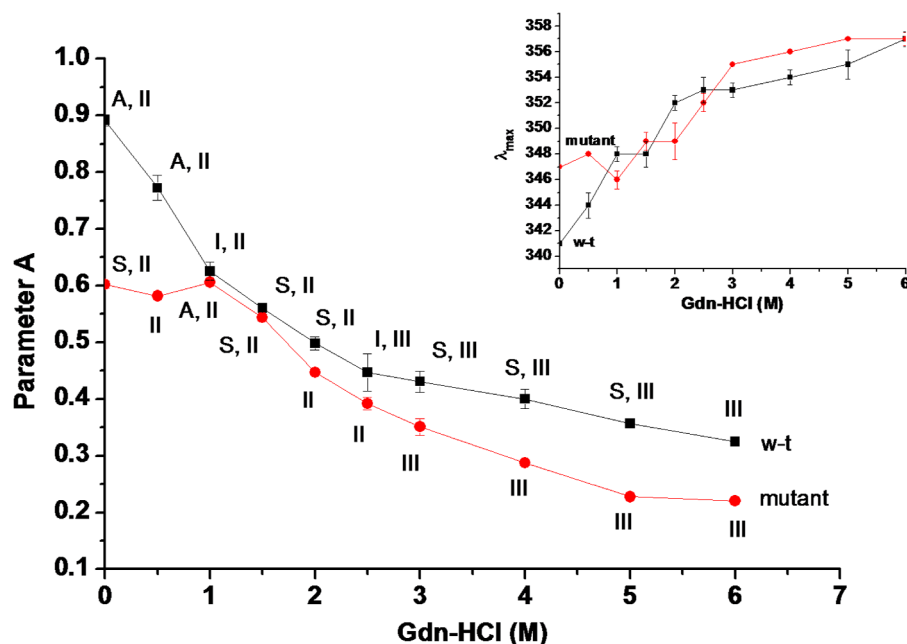 1.0
0.9
0.8
0.7
0.6
0.5
0.4
0.3
0.2
0.1
Parameter A
0
1
2
3
4
5
6
7
Gdn-HCl (M)
A, II
A, II
I, II
S, II
S, II
I, III
S, III
S, III
S, III
III
w-t
S, II
II
A, II
S, II
II
II
III
III
III
III
mutant
358
356
354
352
350
348
346
344
342
340
λmax
mutant
w-t
0
1
2
3
4
5
6
Gdn-HCl (M)